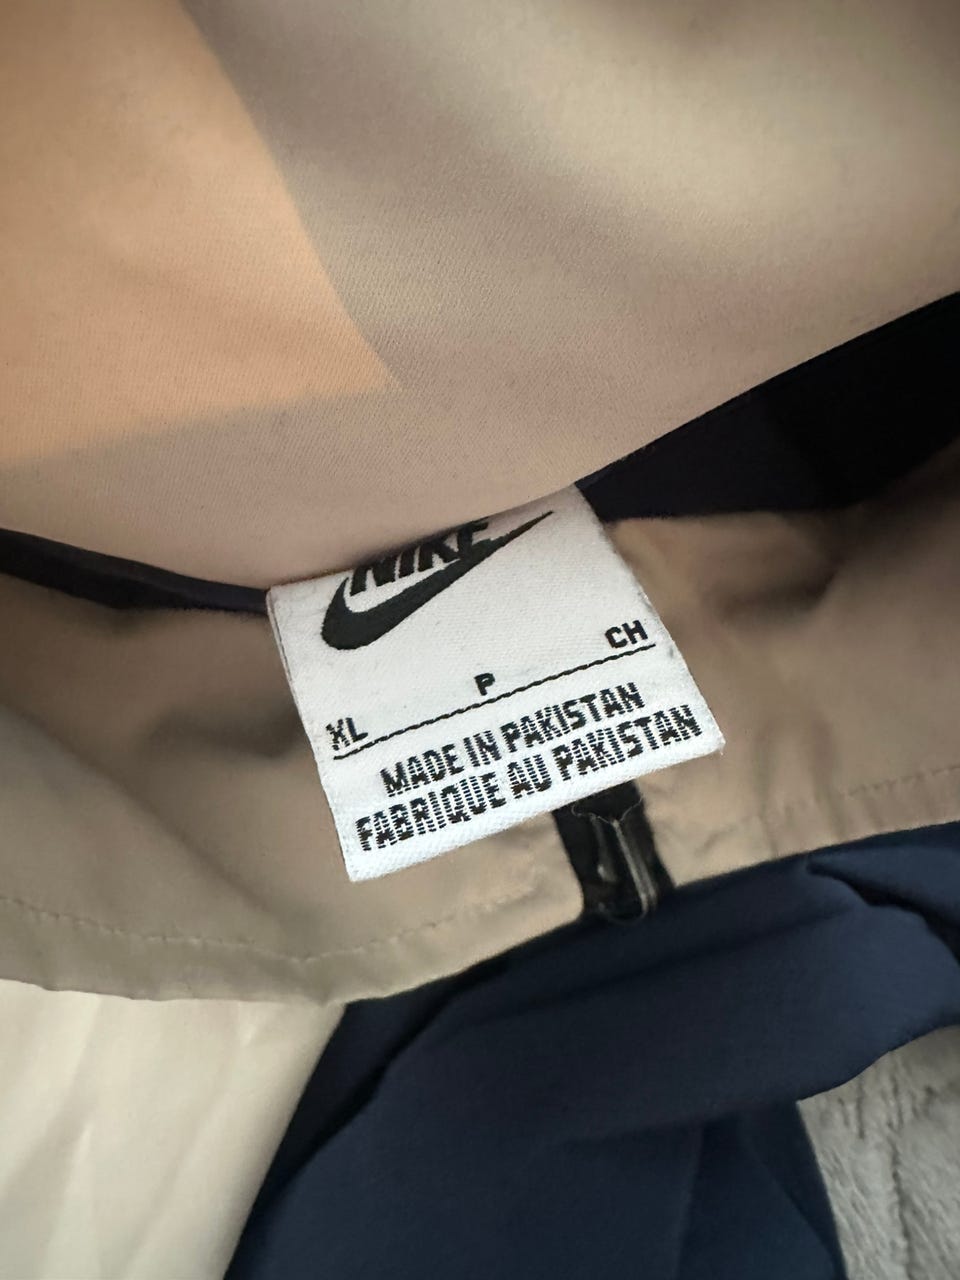 NIKE
XL P CH
MADE IN PAKISTAN
FABRIQUE AU PAKISTAN